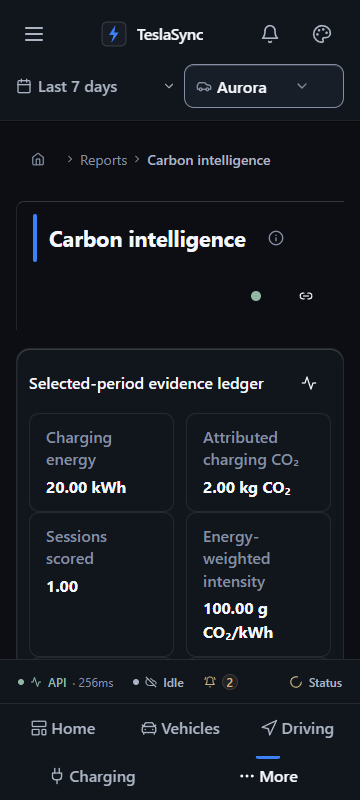 TeslaSync
Last 7 days
Aurora
Reports
Carbon intelligence
Carbon intelligence
Selected-period evidence ledger
Charging
energy
20.00 kWh
Attributed
charging CO₂
2.00 kg CO₂
Sessions
scored
1.00
Energy-
weighted
intensity
100.00 g
CO₂/kWh
API · 256ms
Idle
2
Status
Home
Vehicles
Driving
Charging
More